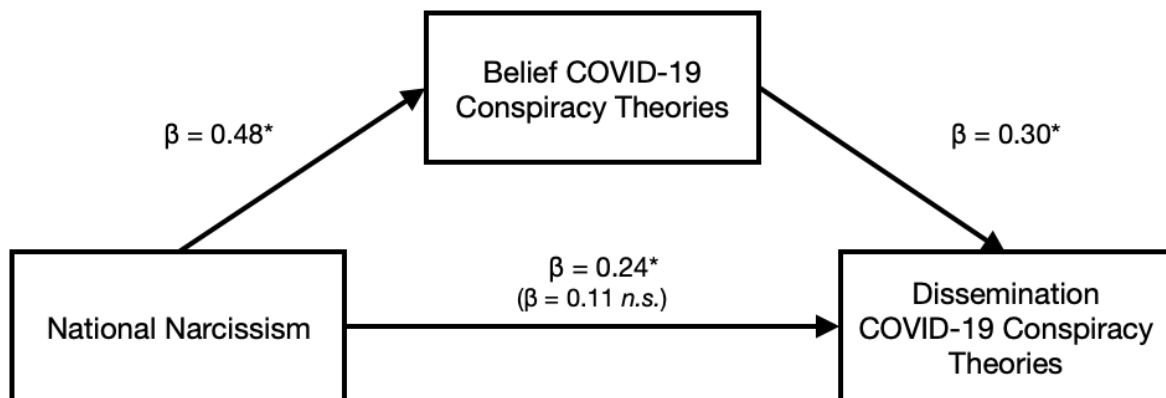 Belief COVID-19
Conspiracy Theories
β = 0.48*
β = 0.30*
National Narcissism
β = 0.24*
(β = 0.11 n.s.)
Dissemination
COVID-19 Conspiracy
Theories